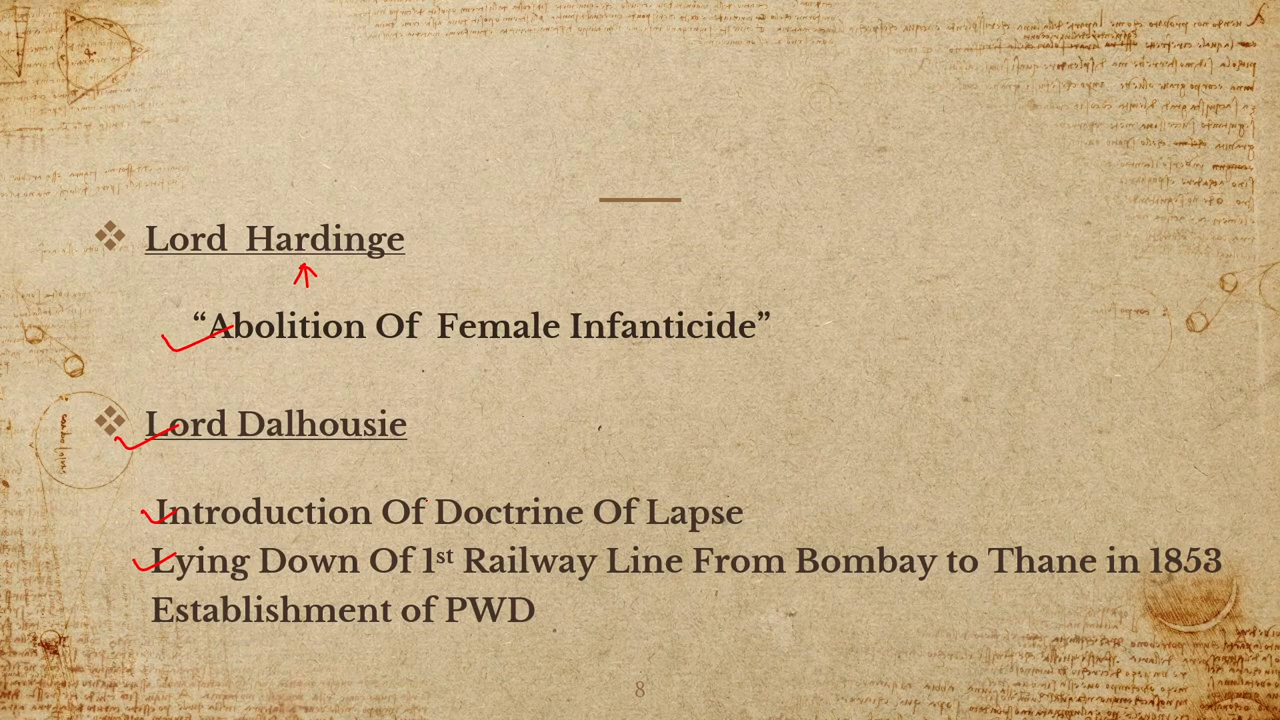 Lord Hardinge
“Abolition Of Female Infanticide”
Lord Dalhousie
Introduction Of Doctrine Of Lapse
Lying Down Of 1st Railway Line From Bombay to Thane in 1853
Establishment of PWD
8